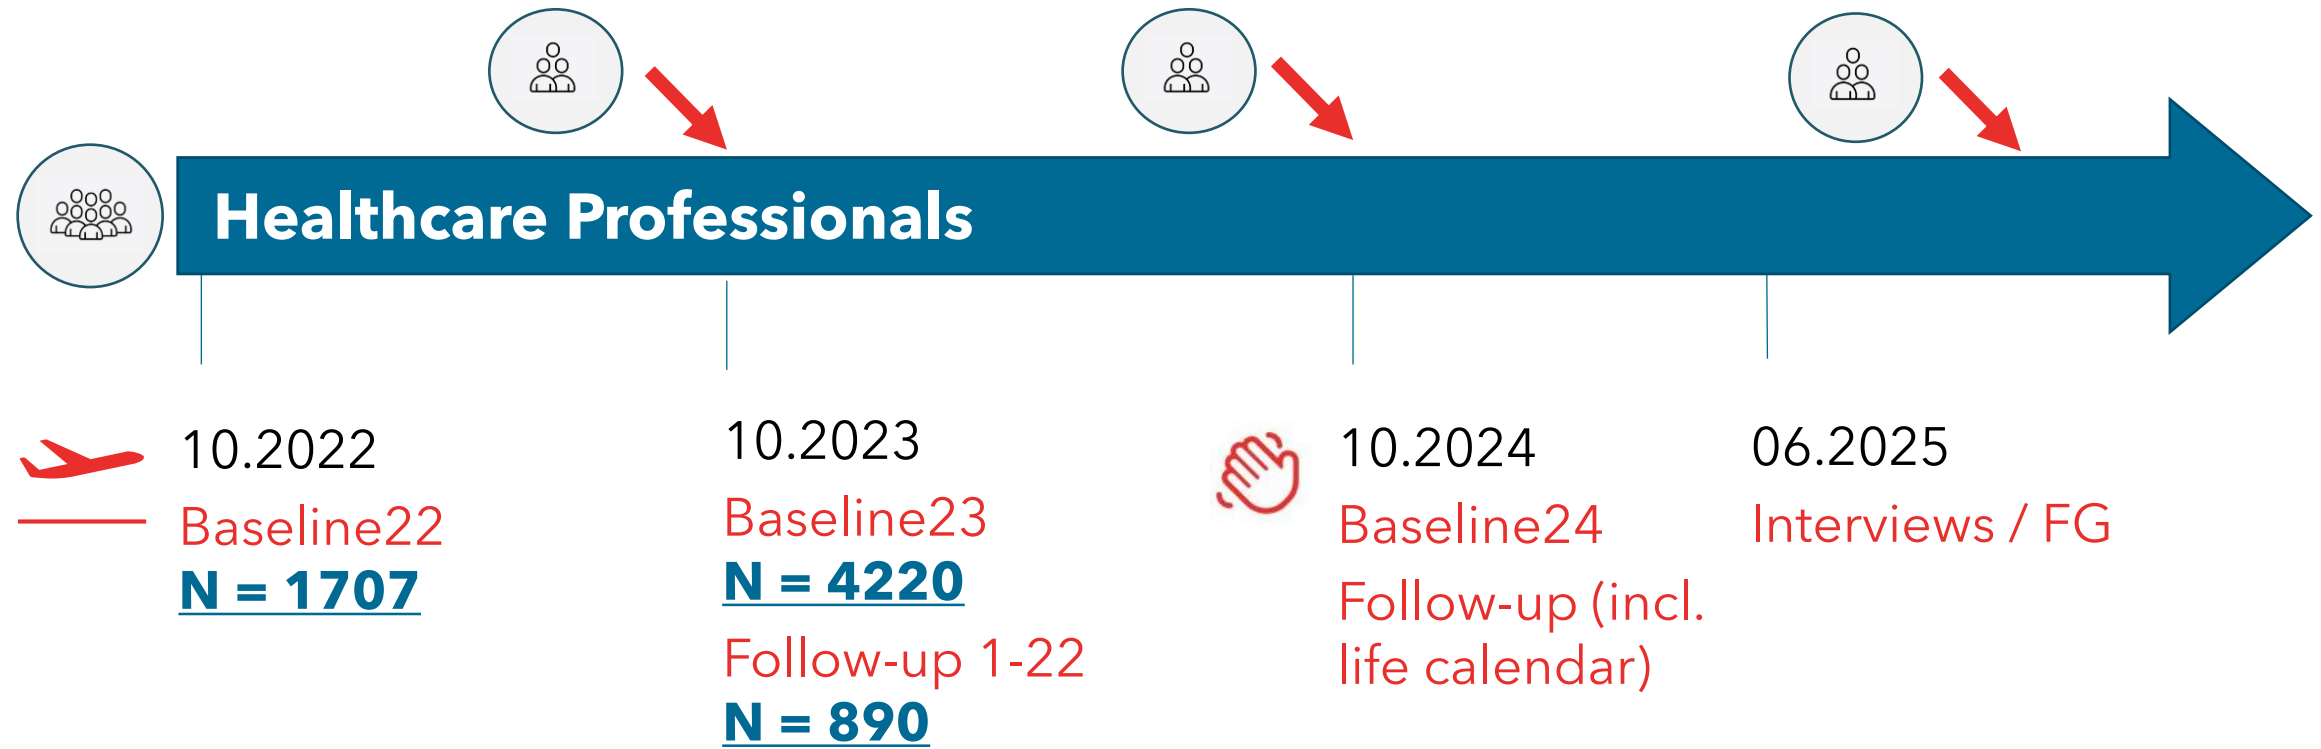 Healthcare Professionals
10.2022
Baseline22
N = 1707
10.2023
Baseline23
N = 4220
Follow-up 1-22
N = 890
10.2024
Baseline24
Follow-up (incl.
life calendar)
06.2025
Interviews / FG